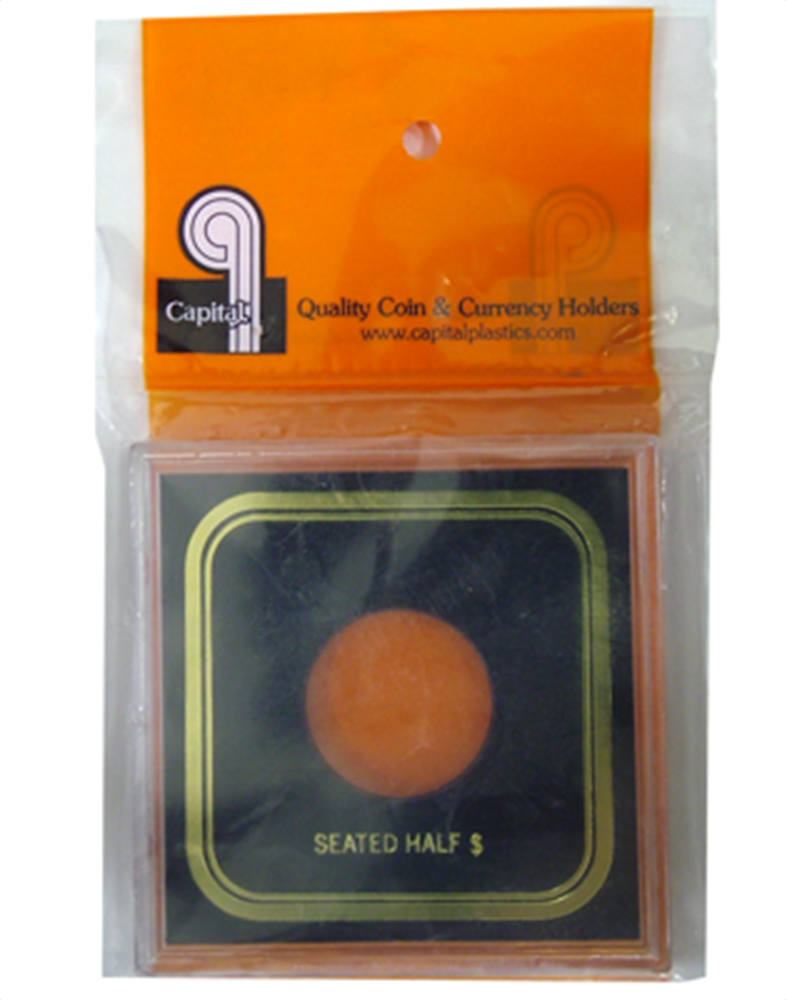 Capital
Quality Coin & Currency Holders
www.capitalplastics.com
SEATED HALF $